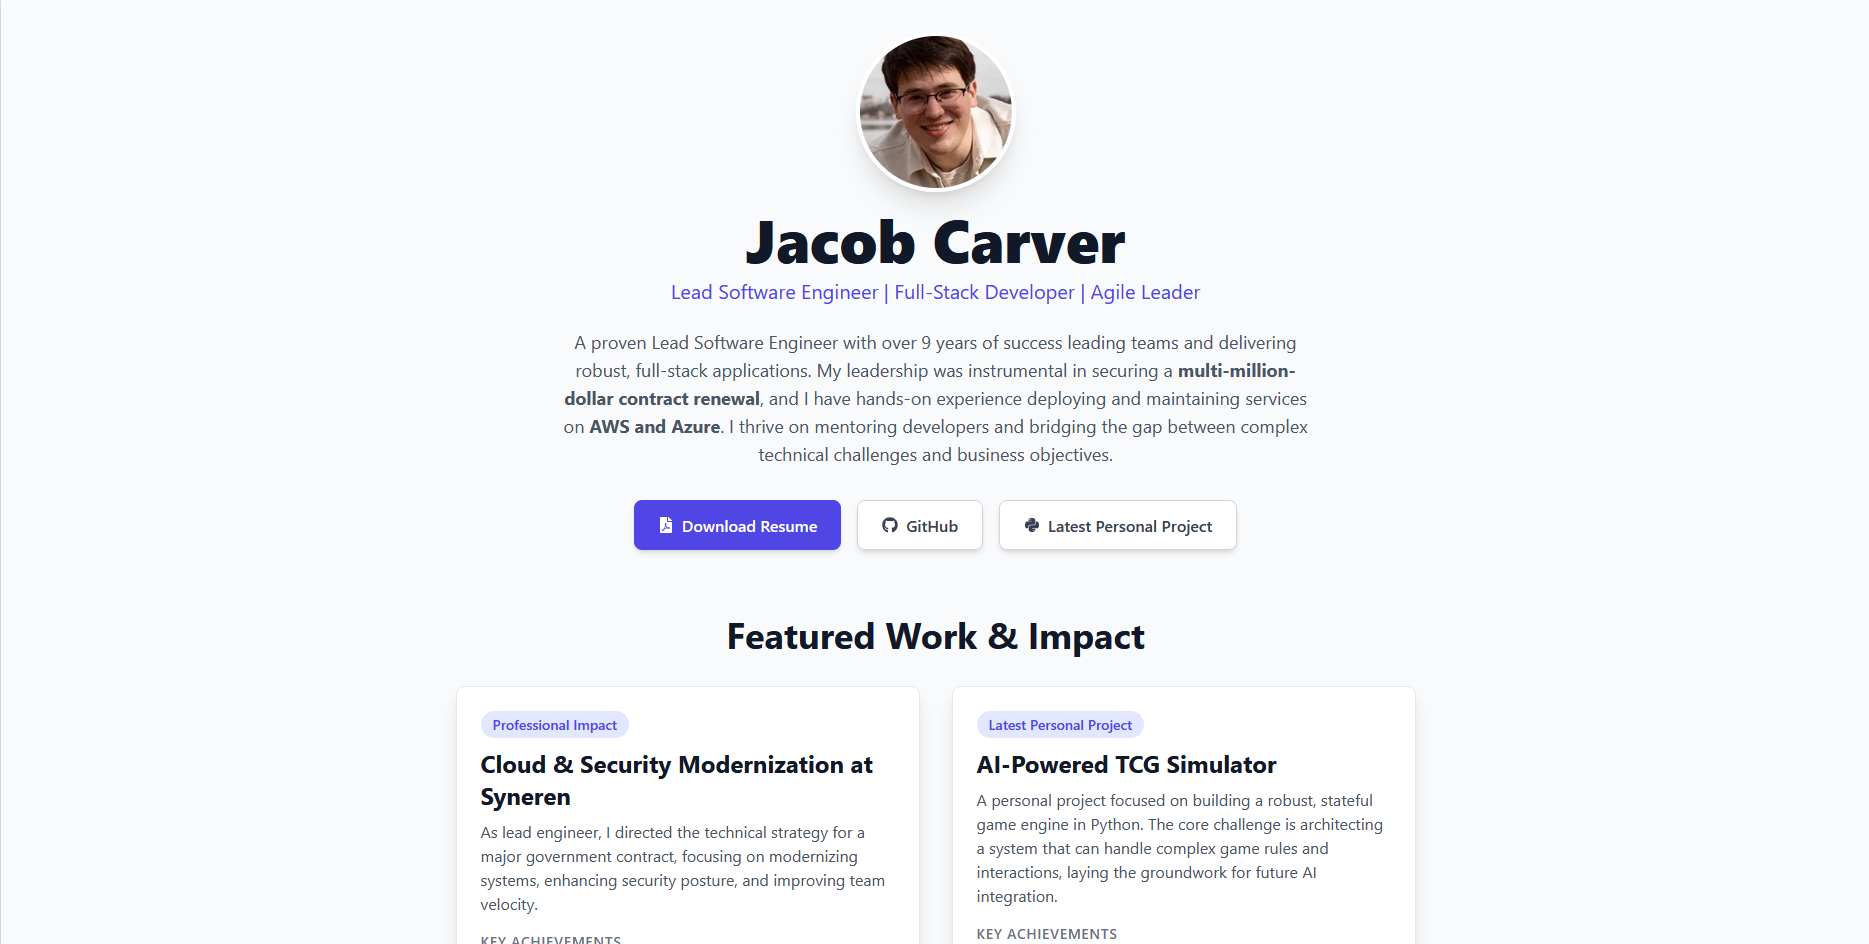 Jacob Carver
Lead Software Engineer | Full-Stack Developer | Agile Leader
A proven Lead Software Engineer with over 9 years of success leading teams and delivering
robust, full-stack applications. My leadership was instrumental in securing a multi-million-
dollar contract renewal, and I have hands-on experience deploying and maintaining services
on AWS and Azure. I thrive on mentoring developers and bridging the gap between complex
technical challenges and business objectives.
Download Resume
GitHub
Latest Personal Project
Featured Work & Impact
Professional Impact
Cloud & Security Modernization at
Syneren
As lead engineer, I directed the technical strategy for a
major government contract, focusing on modernizing
systems, enhancing security posture, and improving team
velocity.
KEY ACHIEVEMENTS
Latest Personal Project
AI-Powered TCG Simulator
A personal project focused on building a robust, stateful
game engine in Python. The core challenge is architecting
a system that can handle complex game rules and
interactions, laying the groundwork for future AI
integration.
KEY ACHIEVEMENTS